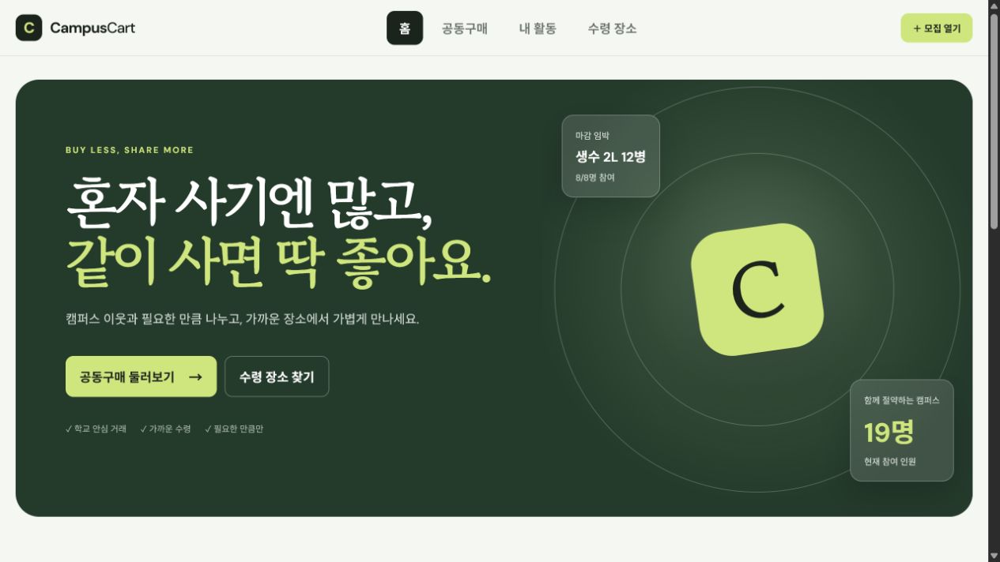 C CampusCart
홈 공동구매 내 활동 수령 장소
+ 모집 열기
BUY LESS, SHARE MORE
혼자 사기엔 많고,
같이 사면 딱 좋아요.
캠퍼스 이웃과 필요한 만큼 나누고, 가까운 장소에서 가볍게 만나세요.
공동구매 둘러보기 →
수령 장소 찾기
✓ 학교 안심 거래 ✓ 가까운 수령 ✓ 필요한 만큼만
마감 임박
생수 2L 12병
8/8명 참여
C
함께 절약하는 캠퍼스
19명
현재 참여 인원